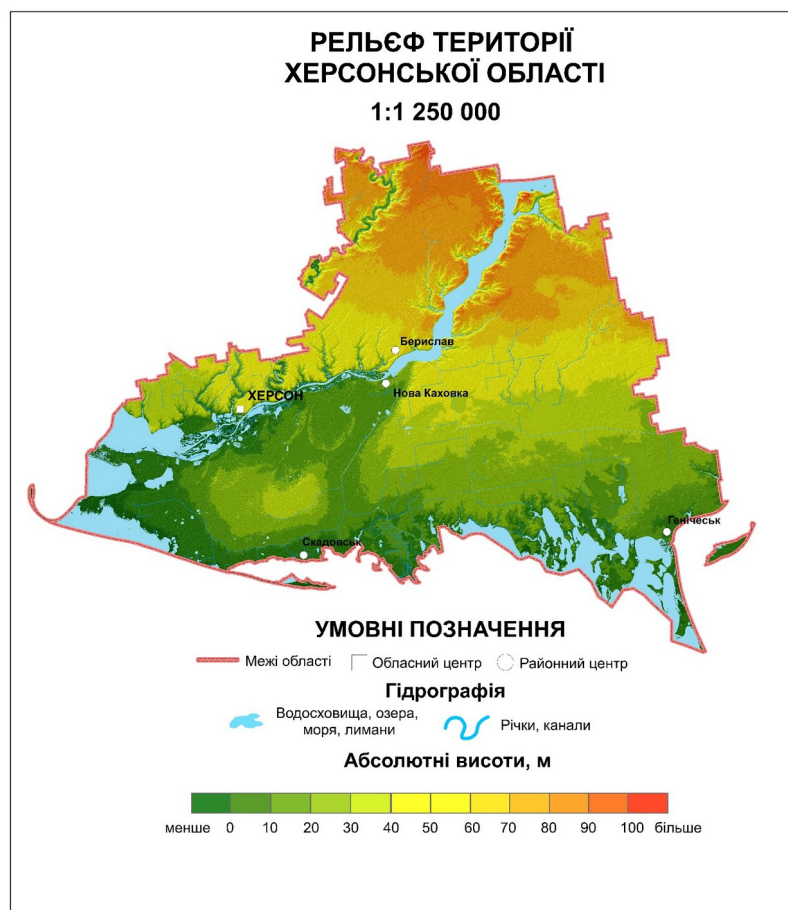 РЕЛЬЄФ ТЕРИТОРІЇ
ХЕРСОНСЬКОЇ ОБЛАСТІ
1:1 250 000
Берислав
Нова Каховка
ХЕРСОН
Генічеськ
Скадовськ
УМОВНІ ПОЗНАЧЕННЯ
Межі області Обласний центр Районний центр
Гідрографія
Водосховища, озера,
моря, лимани
Річки, канали
Абсолютні висоти, м
менше 0 10 20 30 40 50 60 70 80 90 100 більше